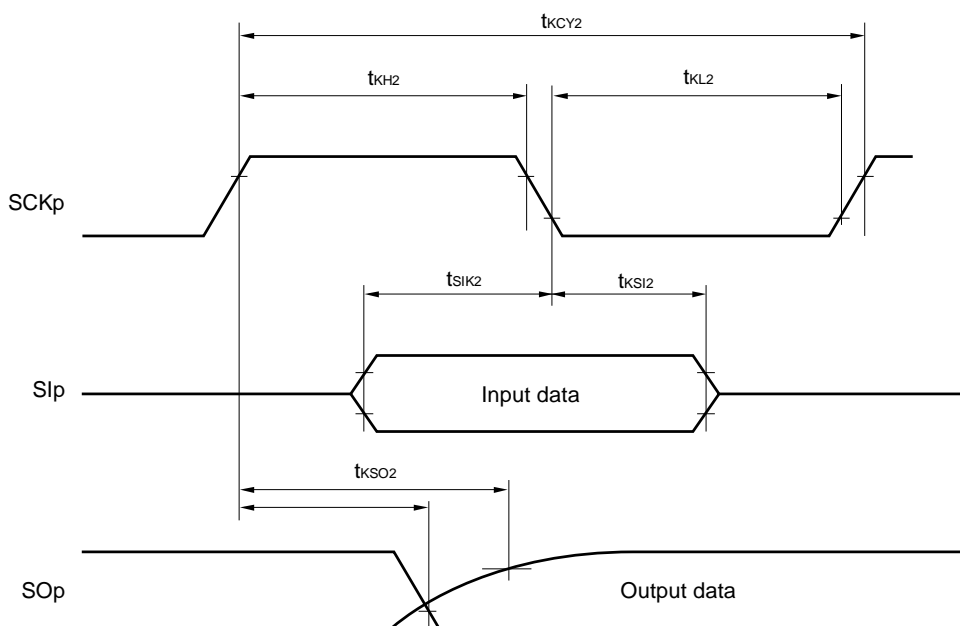 tKCY2
tKH2
tKL2
SCKp
tSIK2
tKSI2
SIp
Input data
tKSO2
SOp
Output data